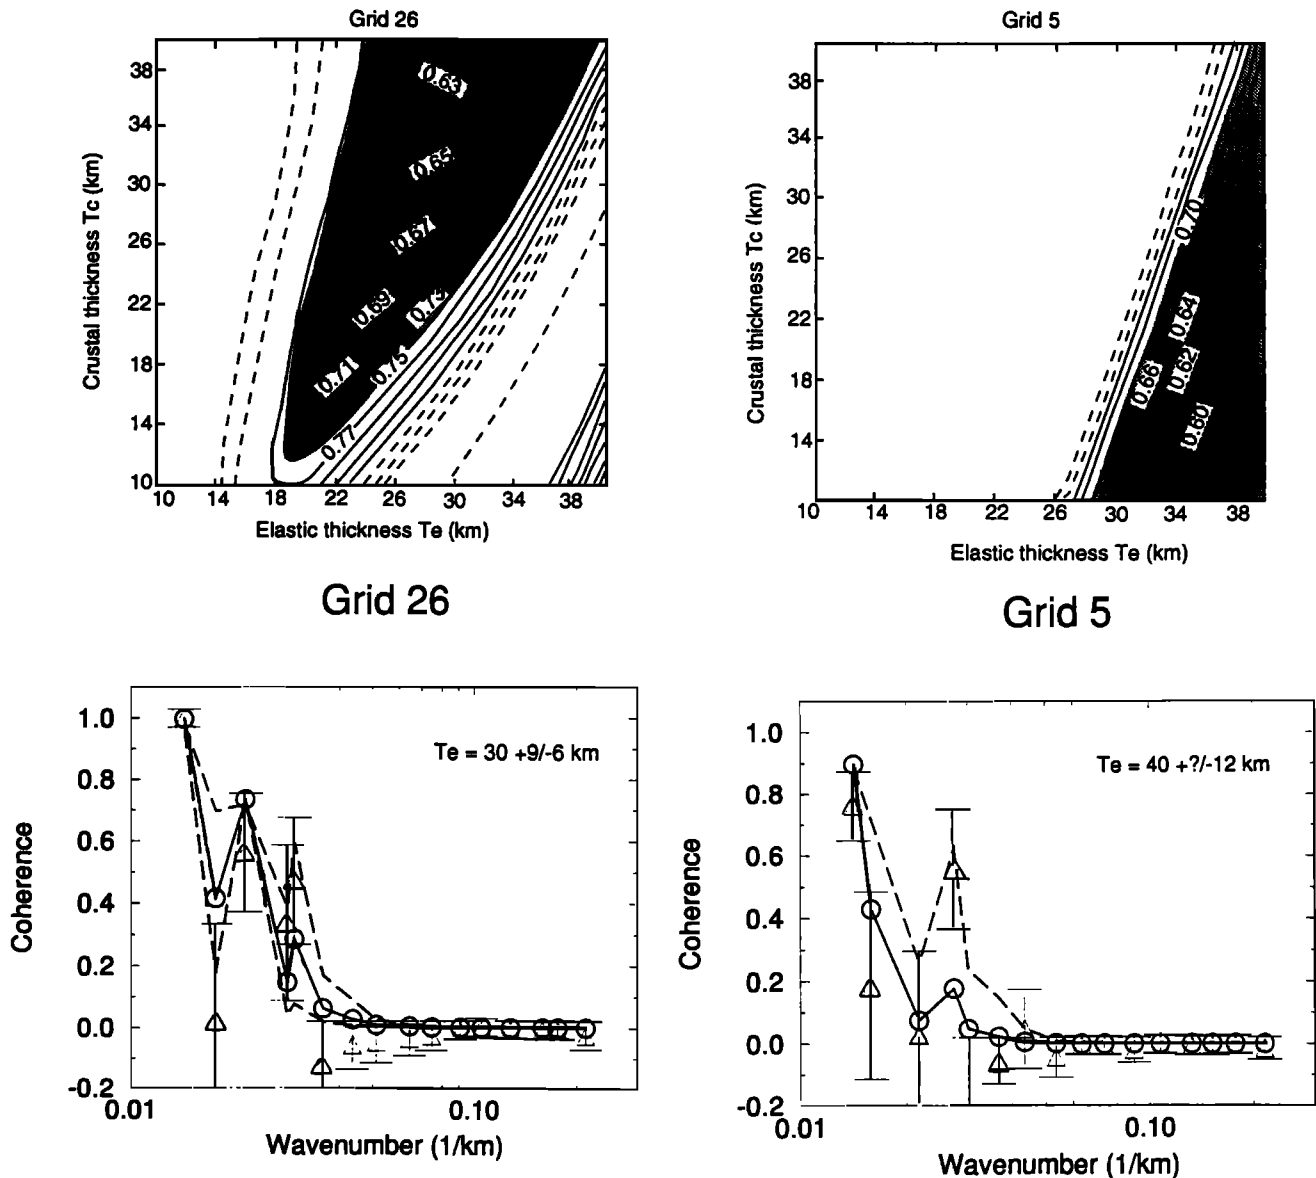 Grid 26
Crustal thickness Tc (km)
38
34
30
26
22
18
14
10
0.63
0.65
0.67
0.69
0.75
0.71
0.75
0.77
10 14 18 22 26 30 34 38
Elastic thickness Te (km)
Grid 5
Crustal thickness Tc (km)
38
34
30
26
22
18
14
0.70
0.64
0.62
0.66
0.60
10 14 18 22 26 30 34 38
Elastic thickness Te (km)
Grid 26
Te = 30 +9/-6 km
Coherence
1.0
0.8
0.6
0.4
0.2
0.0
-0.2
0.01 0.10
Wavenumber (1/km)
Grid 5
Te = 40 +?/-12 km
Coherence
1.0
0.8
0.6
0.4
0.2
0.0
-0.2
0.01 0.10
Wavenumber (1/km)